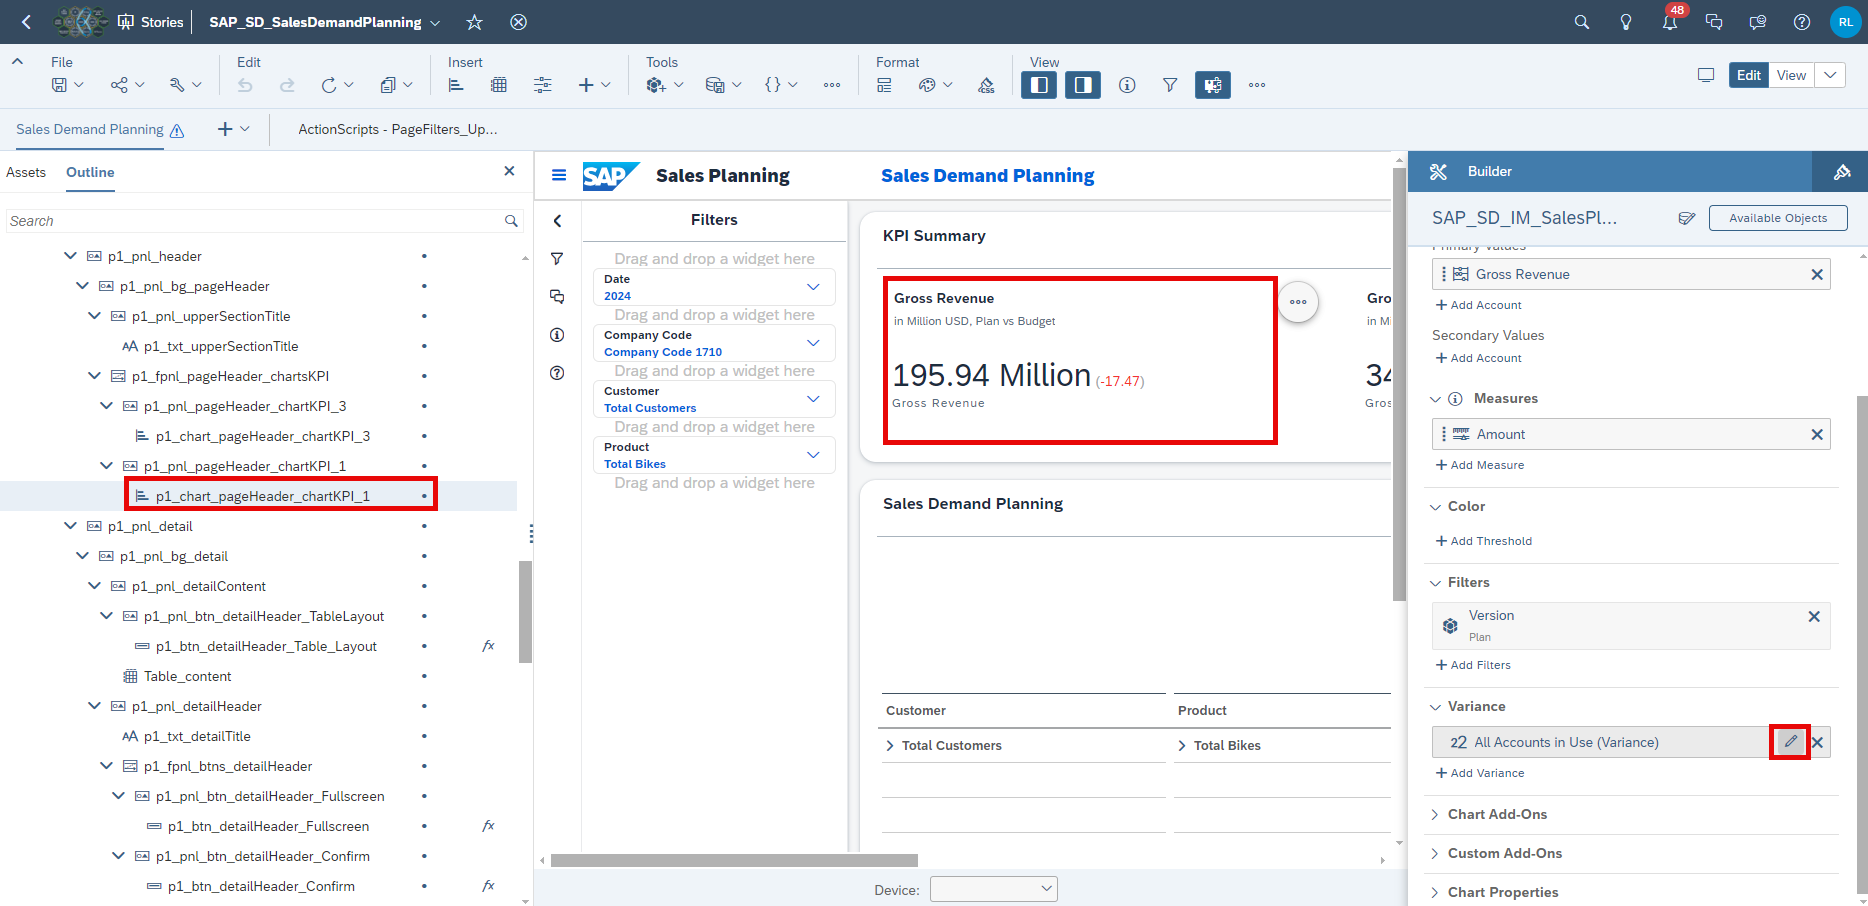 Stories
SAP_SD_SalesDemandPlanning
48
RL
File
Edit
Insert
Tools
Format
View
CSS
Edit
View
Sales Demand Planning
ActionScripts - PageFilters_Up...
Assets
Outline
Search
p1_pnl_header
p1_pnl_bg_pageHeader
p1_pnl_upperSectionTitle
p1_txt_upperSectionTitle
p1_fpnl_pageHeader_chartsKPI
p1_pnl_pageHeader_chartKPI_3
p1_chart_pageHeader_chartKPI_3
p1_pnl_pageHeader_chartKPI_1
p1_chart_pageHeader_chartKPI_1
p1_pnl_detail
p1_pnl_bg_detail
p1_pnl_detailContent
p1_pnl_btn_detailHeader_TableLayout
p1_btn_detailHeader_Table_Layout
fx
Table_content
p1_pnl_detailHeader
p1_txt_detailTitle
p1_fpnl_btns_detailHeader
p1_pnl_btn_detailHeader_Fullscreen
p1_btn_detailHeader_Fullscreen
fx
p1_pnl_btn_detailHeader_Confirm
p1_btn_detailHeader_Confirm
fx
SAP
Sales Planning
Sales Demand Planning
Filters
Drag and drop a widget here
Date
2024
Drag and drop a widget here
Company Code
Company Code 1710
Drag and drop a widget here
Customer
Total Customers
Drag and drop a widget here
Product
Total Bikes
Drag and drop a widget here
KPI Summary
Gross Revenue
in Million USD, Plan vs Budget
195.94 Million (-17.47)
Gross Revenue
Gro
in M
34
Gros
Sales Demand Planning
Customer
Product
Total Customers
Total Bikes
Device:
Builder
SAP_SD_IM_SalesPl...
Available Objects
Primary Values
Gross Revenue
+ Add Account
Secondary Values
+ Add Account
Measures
Amount
+ Add Measure
Color
+ Add Threshold
Filters
Version
Plan
+ Add Filters
Variance
All Accounts in Use (Variance)
+ Add Variance
Chart Add-Ons
Custom Add-Ons
Chart Properties